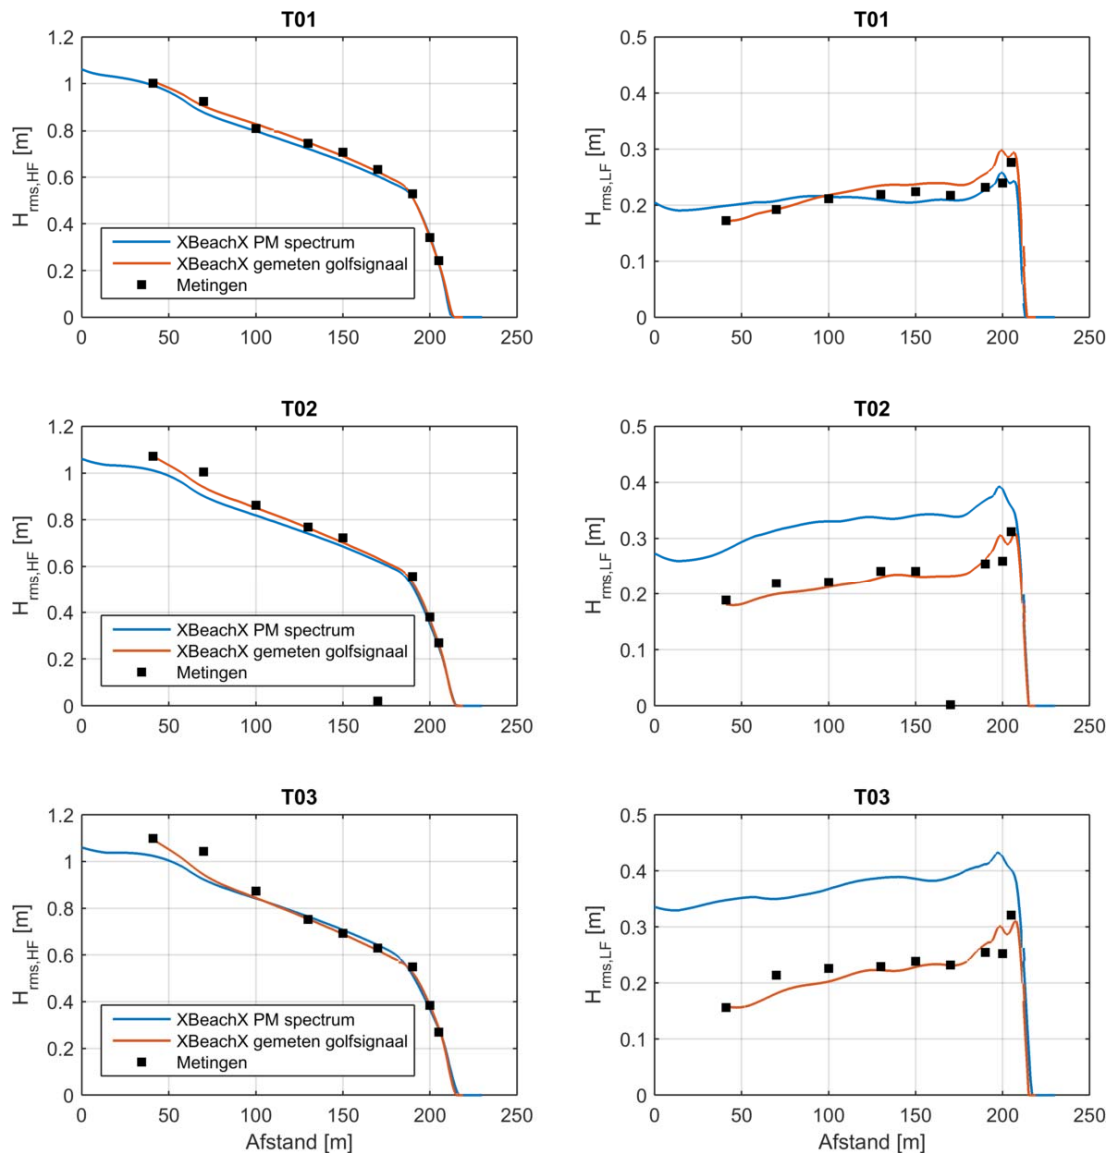 T01
1.2
1
0.8
0.6
0.4
0.2
0
H_rms,HF [m]
XBeachX PM spectrum
XBeachX gemeten golfsignaal
Metingen
0 50 100 150 200 250
T01
0.5
0.4
0.3
0.2
0.1
0
H_rms,LF [m]
0 50 100 150 200 250
T02
1.2
1
0.8
0.6
0.4
0.2
0
H_rms,HF [m]
XBeachX PM spectrum
XBeachX gemeten golfsignaal
Metingen
0 50 100 150 200 250
T02
0.5
0.4
0.3
0.2
0.1
0
H_rms,LF [m]
0 50 100 150 200 250
T03
1.2
1
0.8
0.6
0.4
0.2
0
H_rms,HF [m]
XBeachX PM spectrum
XBeachX gemeten golfsignaal
Metingen
0 50 100 150 200 250
Afstand [m]
T03
0.5
0.4
0.3
0.2
0.1
0
H_rms,LF [m]
0 50 100 150 200 250
Afstand [m]